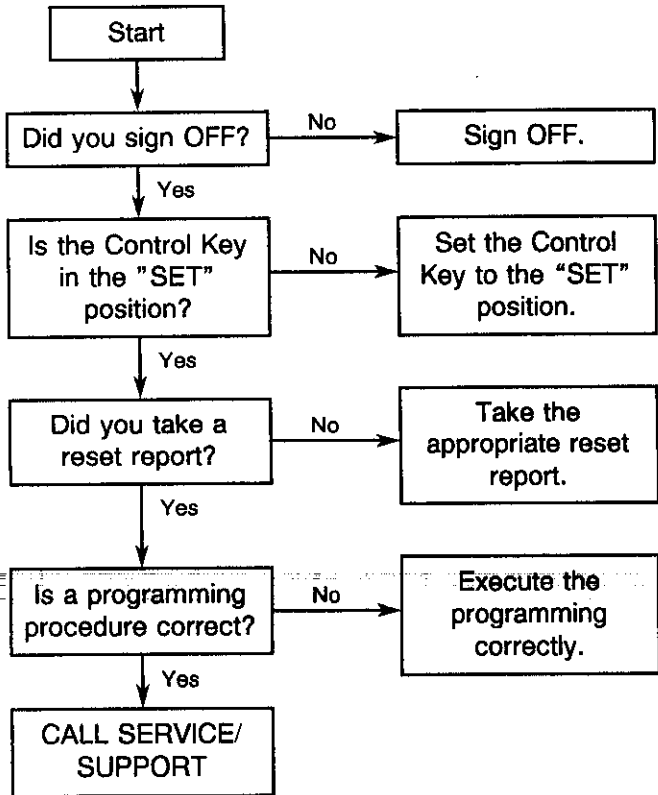 Start
Did you sign OFF?
No
Sign OFF.
Yes
Is the Control Key
in the "SET"
position?
No
Set the Control
Key to the “SET”
position.
Yes
Did you take a
reset report?
No
Take the
appropriate reset
report.
Yes
Is a programming
procedure correct?
No
Execute the
programming
correctly.
Yes
CALL SERVICE/
SUPPORT